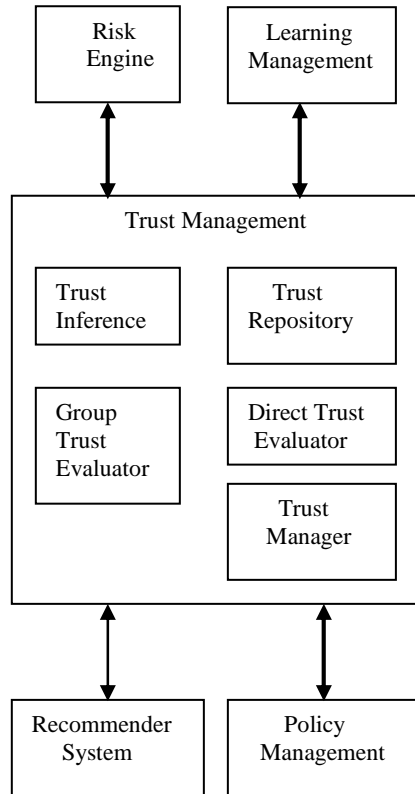 Risk
Engine
Learning
Management
Trust Management
Trust
Inference
Trust
Repository
Group
Trust
Evaluator
Direct Trust
Evaluator
Trust
Manager
Recommender
System
Policy
Management